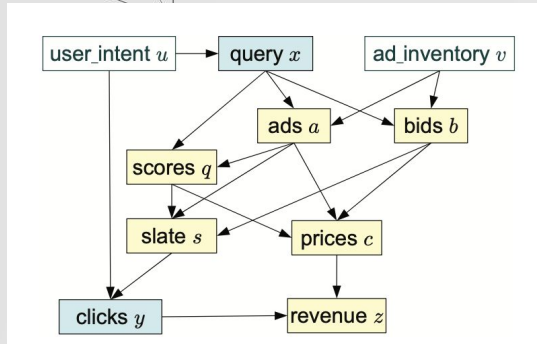 user_intent u
query x
ad_inventory v
ads a
bids b
scores q
slate s
prices c
clicks y
revenue z